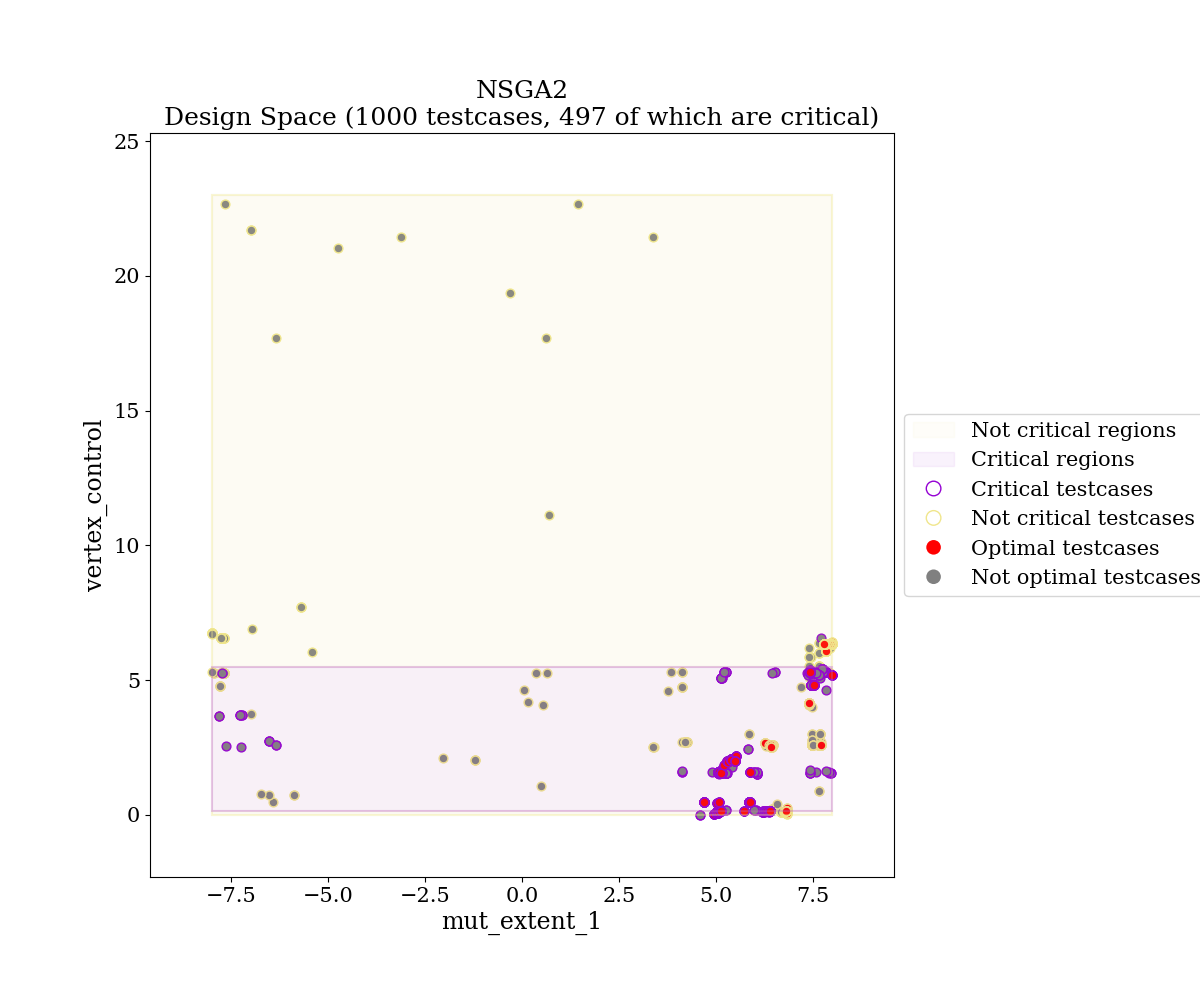 NSGA2
Design Space (1000 testcases, 497 of which are critical)
25
20
15
10
5
0
vertex_control
−7.5
−5.0
−2.5
0.0
2.5
5.0
7.5
mut_extent_1
Not critical regions
Critical regions
Critical testcases
Not critical testcases
Optimal testcases
Not optimal testcases